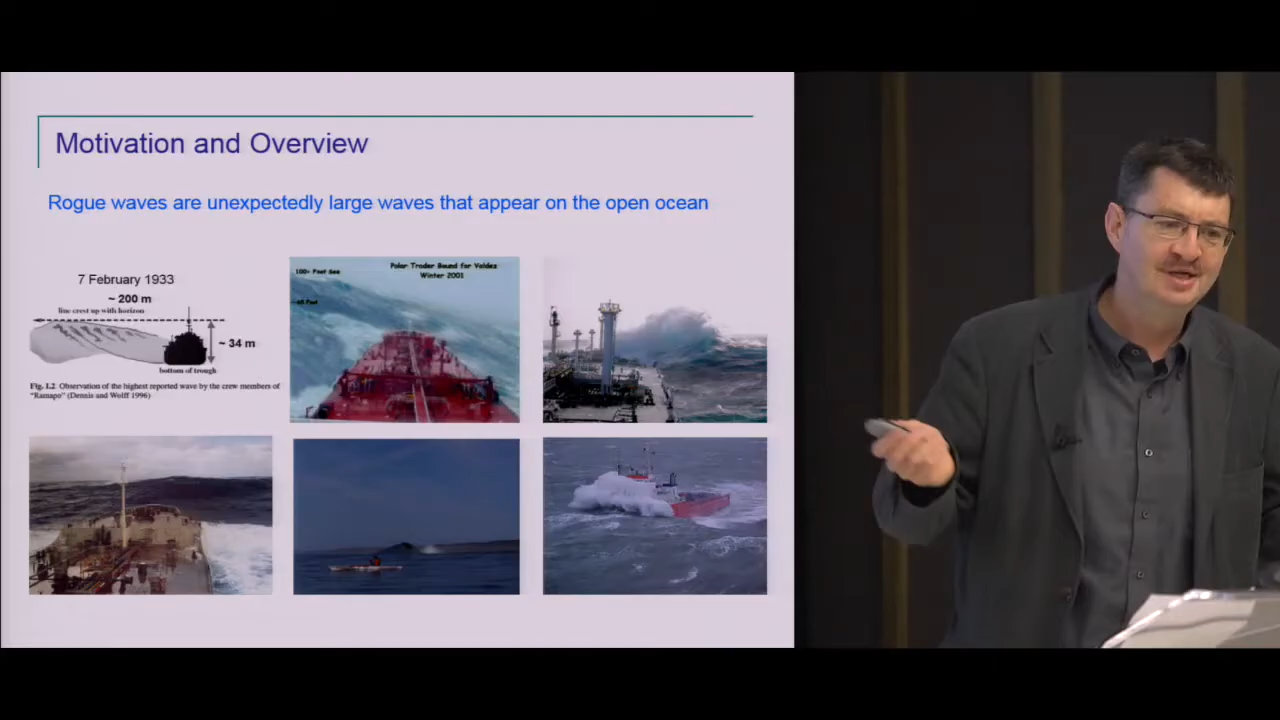 Motivation and Overview
Rogue waves are unexpectedly large waves that appear on the open ocean
7 February 1933
~ 200 m
line crest up with horizon
~ 34 m
bottom of trough
Fig. 1.2 Observation of the highest reported wave by the crew members of
"Ramapo" (Dennis and Wolff 1996)
100+ Foot Sea
Polar Trader Bound for Valdez
Winter 2001